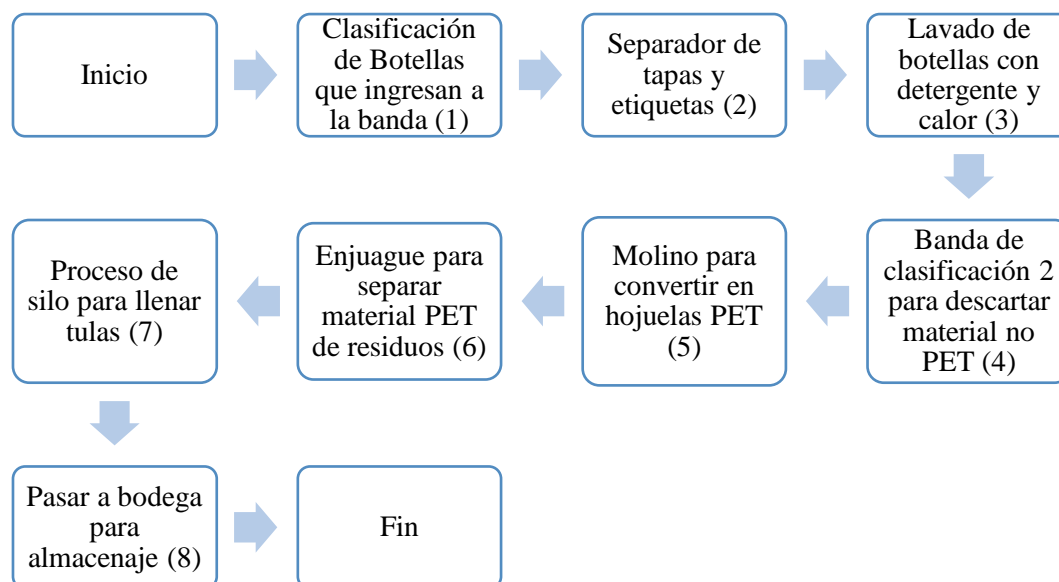 Inicio
Clasificación
de Botellas
que ingresan a
la banda (1)
Separador de
tapas y
etiquetas (2)
Lavado de
botellas con
detergente y
calor (3)
Banda de
clasificación 2
para descartar
material no
PET (4)
Molino para
convertir en
hojuelas PET
(5)
Enjuague para
separar
material PET
de residuos (6)
Proceso de
silo para llenar
tulas (7)
Pasar a bodega
para
almacenaje (8)
Fin